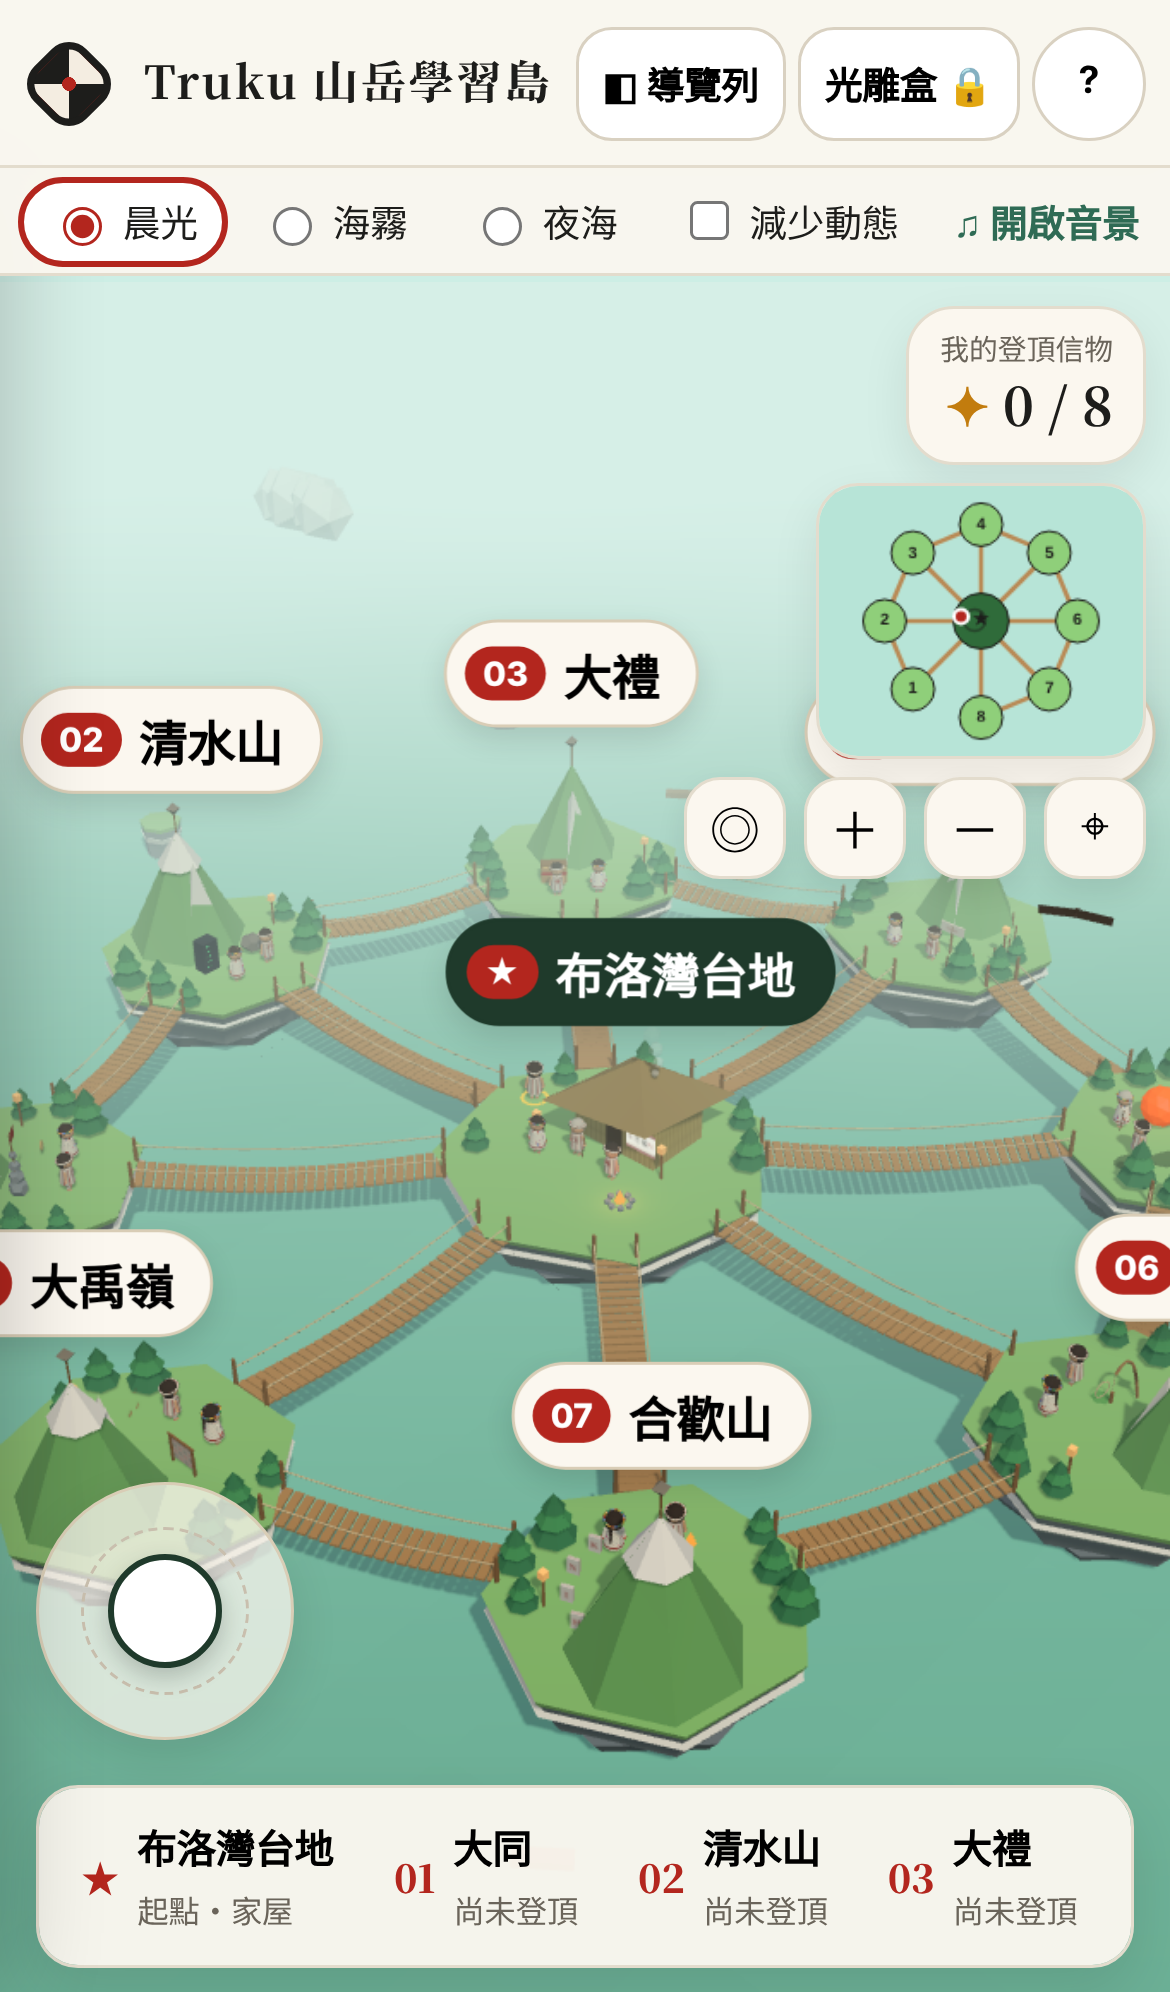 Truku 山岳學習島
◧ 導覽列
光雕盒 🔒
?
晨光
海霧
夜海
減少動態
♫ 開啟音景
我的登頂信物
✦ 0 / 8
4
3
5
2
★
6
1
7
8
03 大禮
02 清水山
★ 布洛灣台地
大禹嶺
06
07 合歡山
★ 布洛灣台地
起點・家屋
01 大同
尚未登頂
02 清水山
尚未登頂
03 大禮
尚未登頂